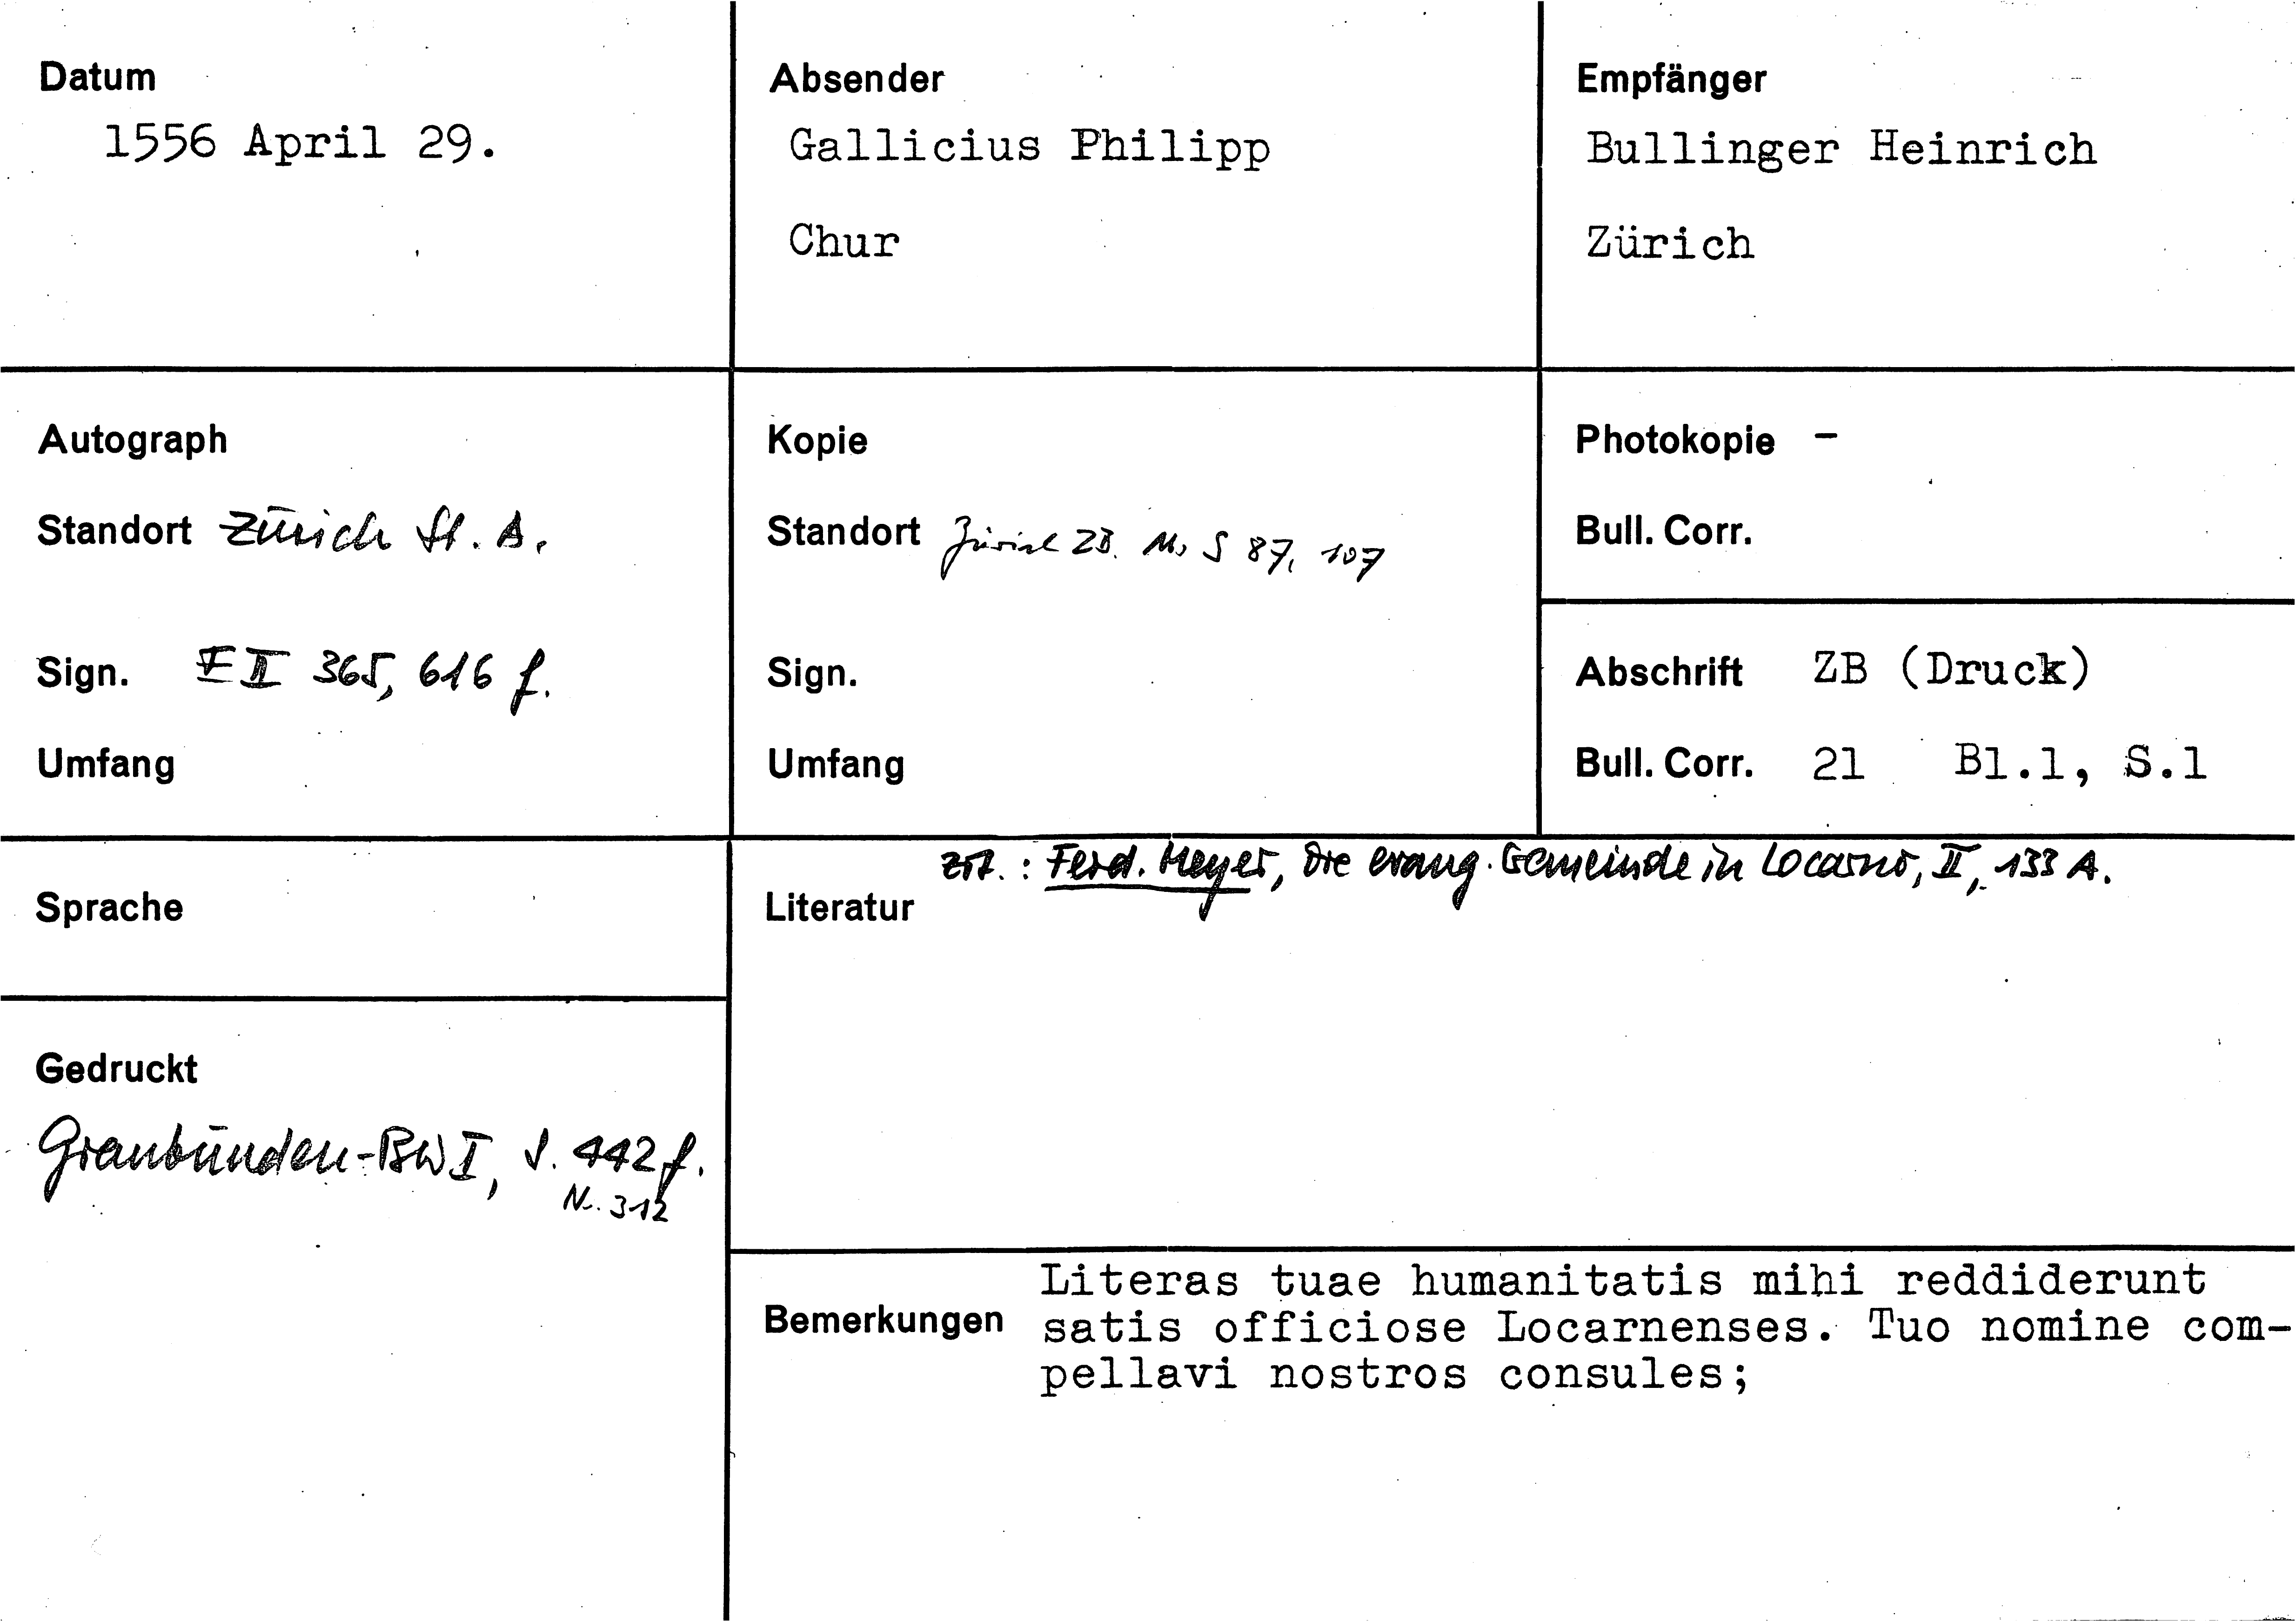 Datum
1556 April 29.
Absender
Gallicius Philipp
Chur
Empfänger
Bullinger Heinrich
Zürich
Autograph
Standort Zürich St. A.
Sign. E II 365, 616 f.
Umfang
Kopie
Standort Zürich ZB. Ms S 87, 107
Sign.
Umfang
Photokopie -
Bull. Corr.
Abschrift ZB (Druck)
Bull. Corr. 21 Bl.1, S.1
Sprache
Gedruckt
Graubünden-BW I, S. 442 f.
Nr. 312
zit.: Ferd. Meyer, Die evang. Gemeinde in Locarno, II, 133 A.
Literatur
Bemerkungen
Literas tuae humanitatis mihi reddiderunt
satis officiose Locarnenses. Tuo nomine com-
pellavi nostros consules;